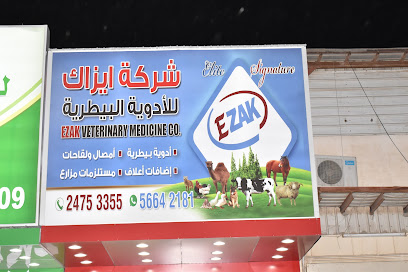 شركة ايزاك
للأدوية البيطرية
EZAK VETERINARY MEDICINE CO.
• أدوية بيطرية • أمصال ولقاحات
• إضافات أعلاف • مستلزمات مزارع
2475 3355 5664 2181
Elite Signature
EZAK
09